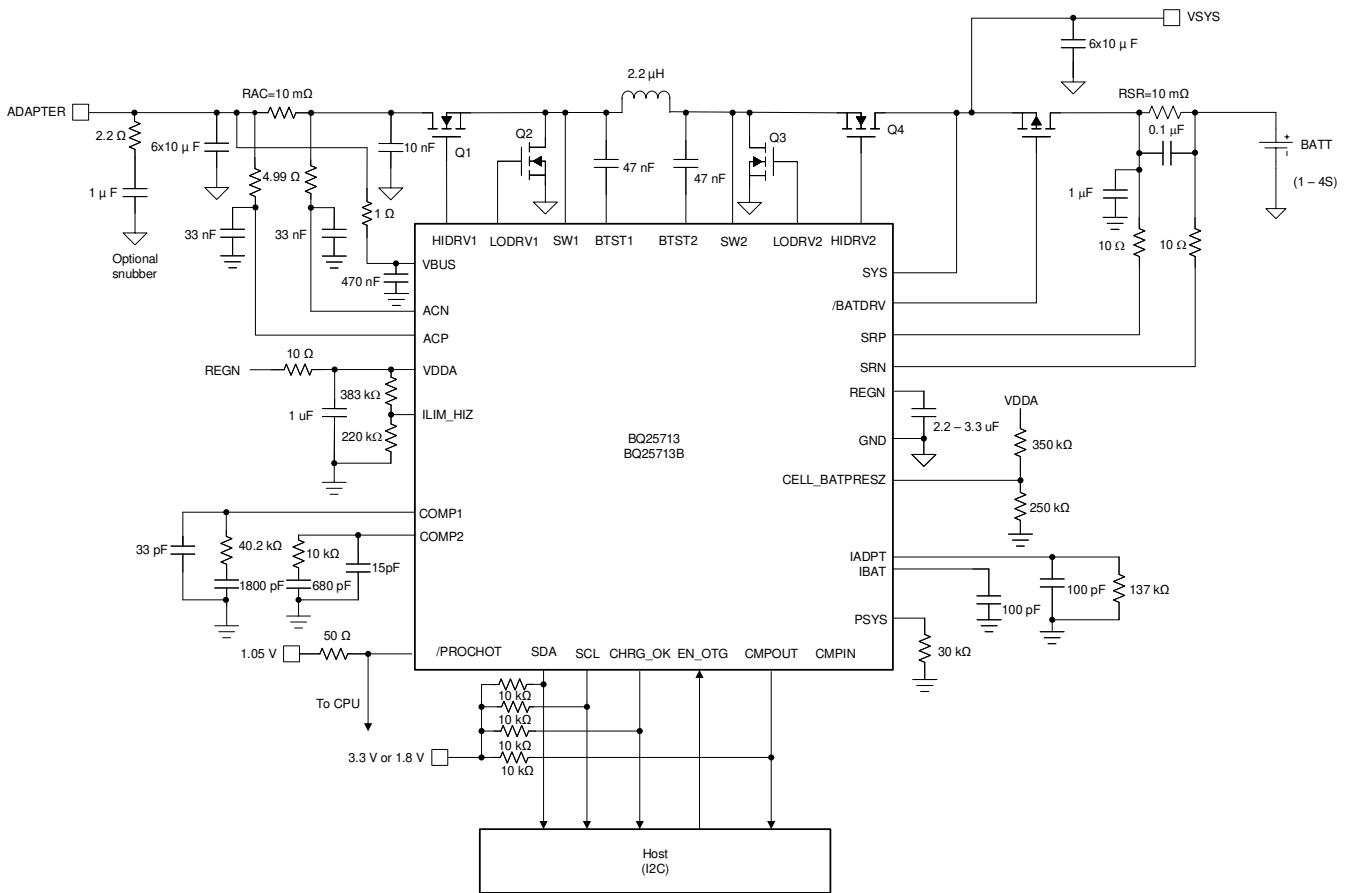 VSYS
6x10 µ F
2.2 µH
ADAPTER
RAC=10 mΩ
RSR=10 mΩ
2.2 Ω
6x10 µ F
10 nF
Q1
Q2
Q3
Q4
0.1 µF
BATT
(1 – 4S)
1 µ F
4.99 Ω
47 nF
47 nF
1 µF
33 nF
33 nF
1 Ω
10 Ω
10 Ω
Optional
snubber
HIDRV1
LODRV1
SW1
BTST1
BTST2
SW2
LODRV2
HIDRV2
470 nF
VBUS
SYS
/BATDRV
ACN
ACP
SRP
SRN
REGN
10 Ω
VDDA
383 kΩ
1 uF
ILIM_HIZ
220 kΩ
REGN
2.2 – 3.3 uF
GND
VDDA
350 kΩ
BQ25713
BQ25713B
CELL_BATPRESZ
250 kΩ
COMP1
COMP2
33 pF
40.2 kΩ
10 kΩ
15pF
1800 pF
680 pF
IADPT
IBAT
100 pF
100 pF
137 kΩ
PSYS
30 kΩ
1.05 V
50 Ω
To CPU
/PROCHOT
SDA
SCL
CHRG_OK
EN_OTG
CMPOUT
CMPIN
10 kΩ
10 kΩ
10 kΩ
10 kΩ
3.3 V or 1.8 V
Host
(I2C)